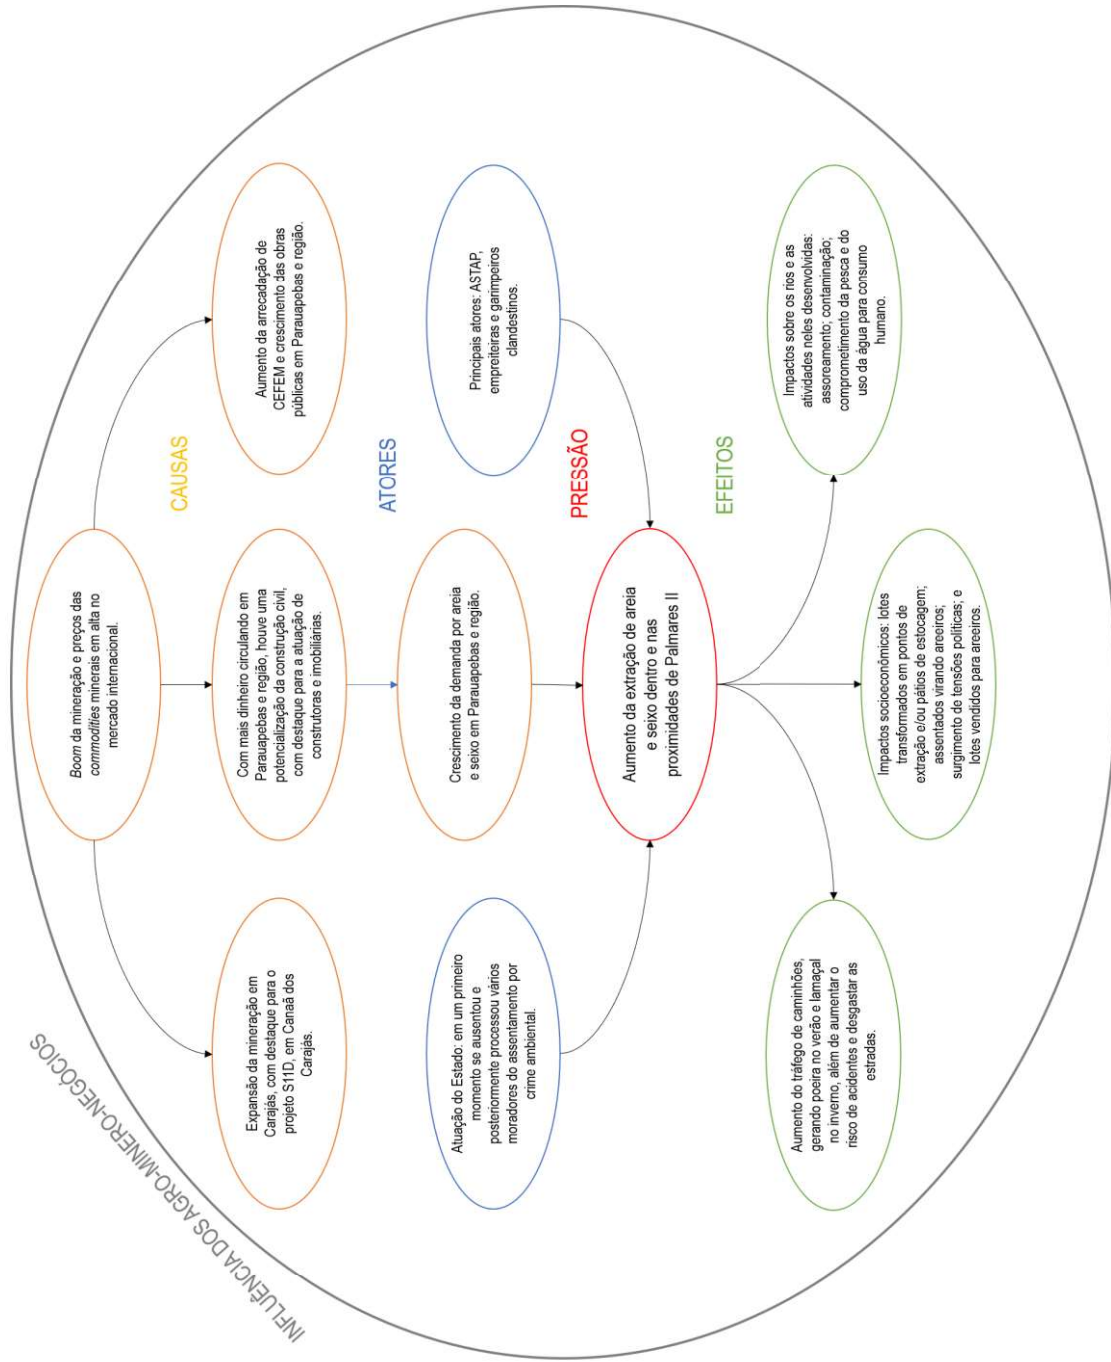 INFLUÊNCIA DOS AGRO-MINERO-NEGÓCIOS
Boom da mineração e preços das
commodities minerais em alta no
mercado internacional.
CAUSAS
Expansão da mineração em
Carajás, com destaque para o
projeto S11D, em Canaã dos
Carajás.
Com mais dinheiro circulando em
Parauapebas e região, houve uma
potencialização da construção civil,
com destaque para a atuação de
construtoras e imobiliárias.
Aumento da arrecadação de
CEFEM e crescimento das obras
públicas em Parauapebas e região.
ATORES
Atuação do Estado: em um primeiro
momento se ausentou e
posteriormente processou vários
moradores do assentamento por
crime ambiental.
Crescimento da demanda por areia
e seixo em Parauapebas e região.
Principais atores: ASTAP,
empreiteiras e garimpeiros
clandestinos.
PRESSÃO
Aumento da extração de areia
e seixo dentro e nas
proximidades de Palmares II
EFEITOS
Aumento do tráfego de caminhões,
gerando poeira no verão e lamaçal
no inverno, além de aumentar o
risco de acidentes e desgastar as
estradas.
Impactos socioeconômicos: lotes
transformados em pontos de
extração e/ou pátios de estocagem;
assentados virando areeiros;
surgimento de tensões políticas; e
lotes vendidos para areeiros.
Impactos sobre os rios e as
atividades neles desenvolvidas:
assoreamento; contaminação;
comprometimento da pesca e do
uso da água para consumo
humano.